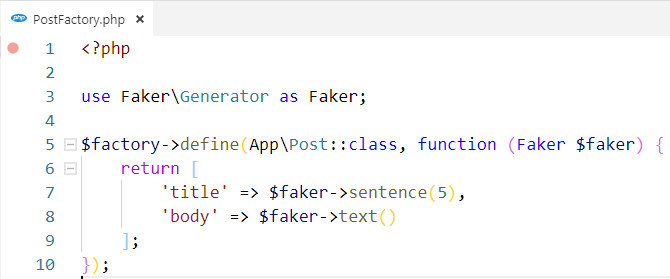 php PostFactory.php ×
1 <?php
2
3 use Faker\Generator as Faker;
4
5 $factory->define(App\Post::class, function (Faker $faker) {
6     return [
7         'title' => $faker->sentence(5),
8         'body' => $faker->text()
9     ];
10 });